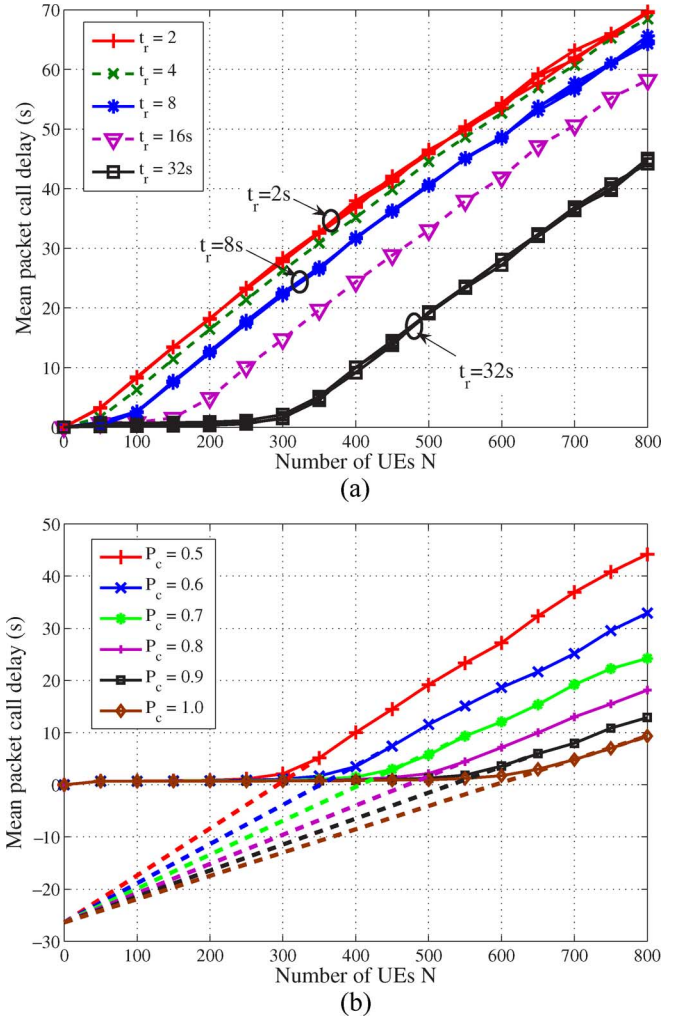 70
60
50
40
30
20
10
0
Mean packet call delay (s)
t_r = 2
t_r = 4
t_r = 8
t_r = 16s
t_r = 32s
t_r=2s
t_r=8s
t_r=32s
0 100 200 300 400 500 600 700 800
Number of UEs N
(a)
50
40
30
20
10
0
−10
−20
−30
Mean packet call delay (s)
P_c = 0.5
P_c = 0.6
P_c = 0.7
P_c = 0.8
P_c = 0.9
P_c = 1.0
0 100 200 300 400 500 600 700 800
Number of UEs N
(b)